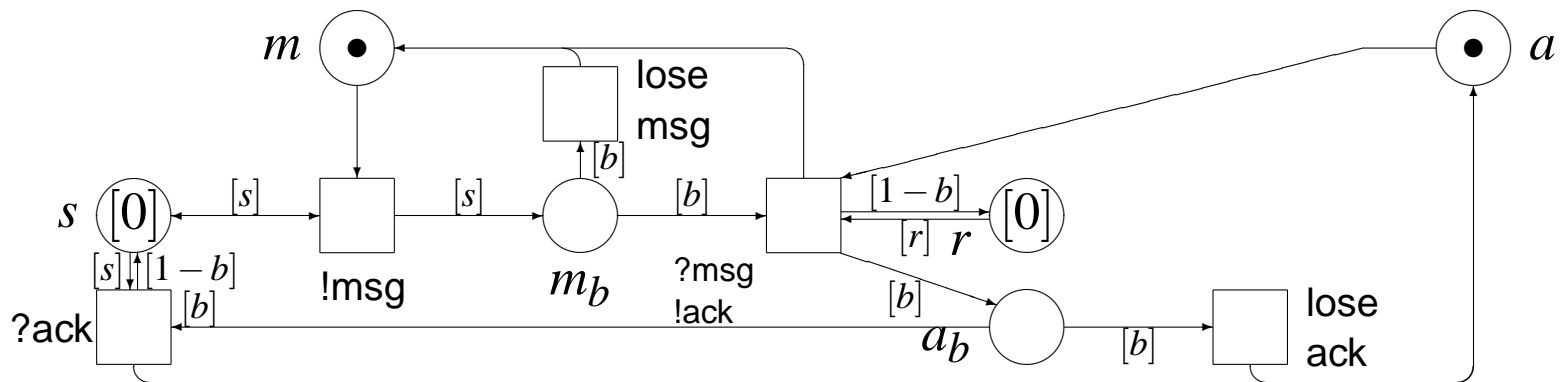 m
lose
msg
a
[b]
s
[0]
[s]
[s]
[b]
[1 − b]
[r]
r
[0]
[s]
[1 − b]
!msg
m_b
?msg
!ack
[b]
?ack
[b]
a_b
[b]
lose
ack